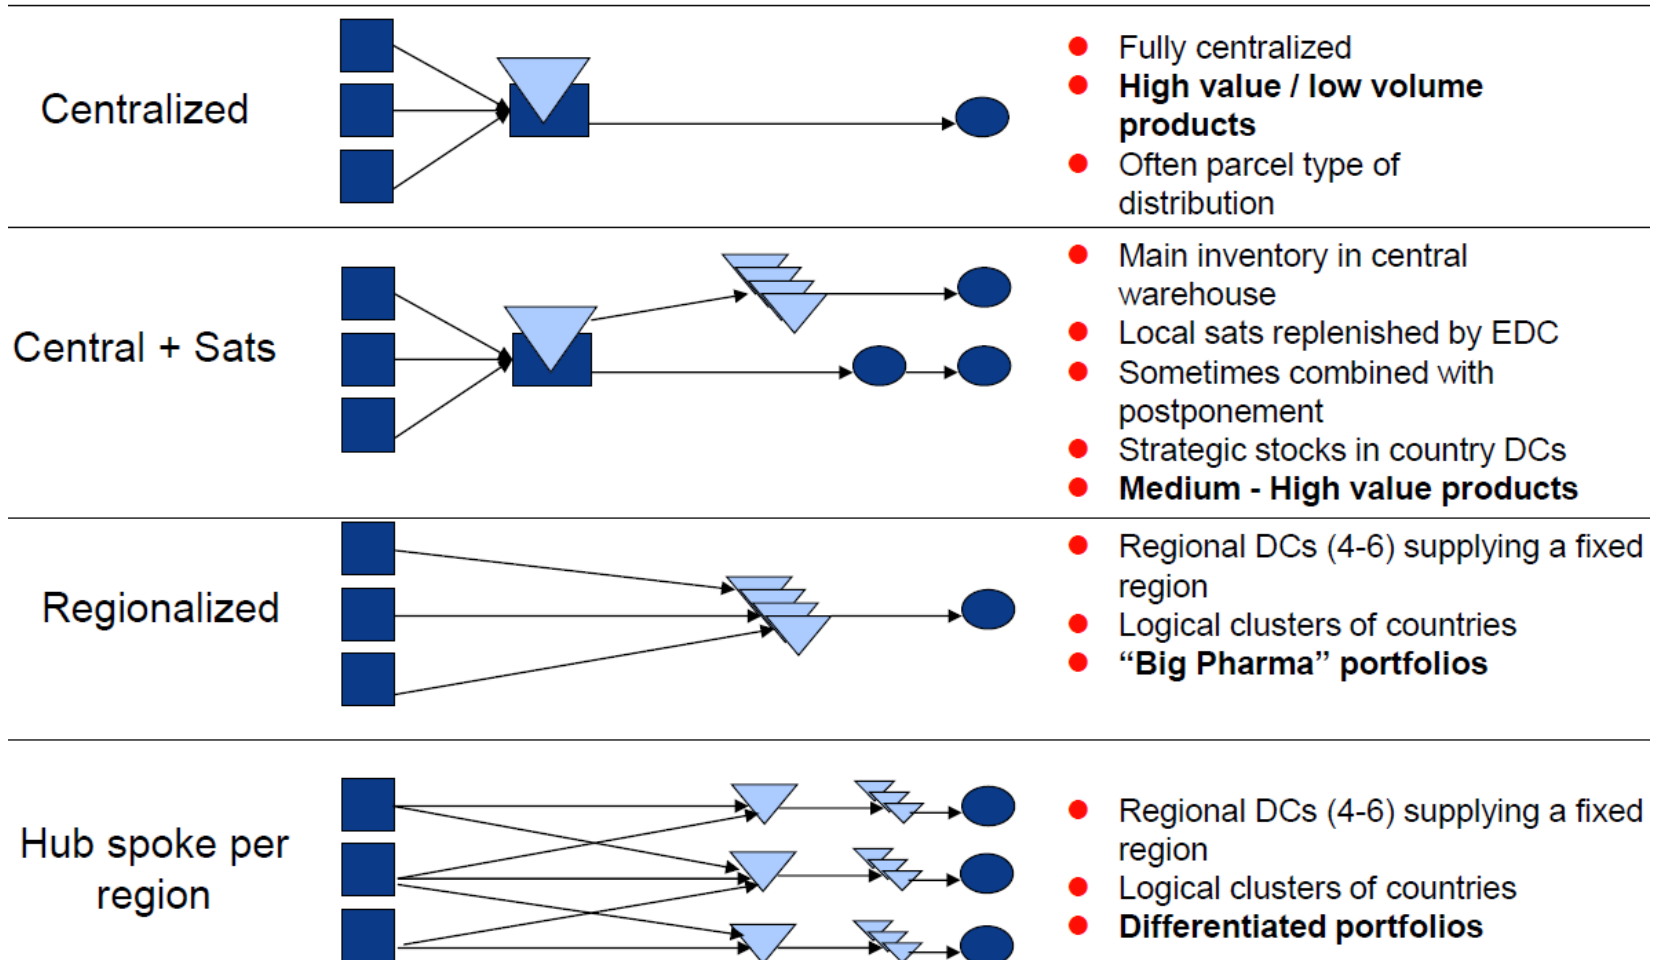 Centralized
Fully centralized
High value / low volume
products
Often parcel type of
distribution
Central + Sats
Main inventory in central
warehouse
Local sats replenished by EDC
Sometimes combined with
postponement
Strategic stocks in country DCs
Medium - High value products
Regionalized
Regional DCs (4-6) supplying a fixed
region
Logical clusters of countries
“Big Pharma” portfolios
Hub spoke per
region
Regional DCs (4-6) supplying a fixed
region
Logical clusters of countries
Differentiated portfolios